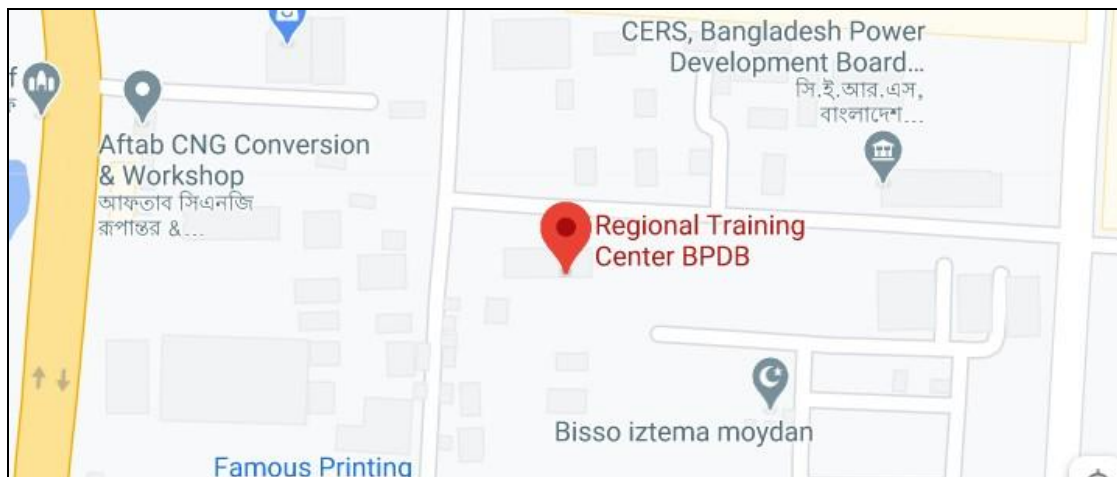 CERS, Bangladesh Power
Development Board...
সি.ই.আর.এস,
বাংলাদেশ...
Aftab CNG Conversion
& Workshop
আফতাব সিএনজি
রূপান্তর &...
Regional Training
Center BPDB
Bisso iztema moydan
Famous Printing